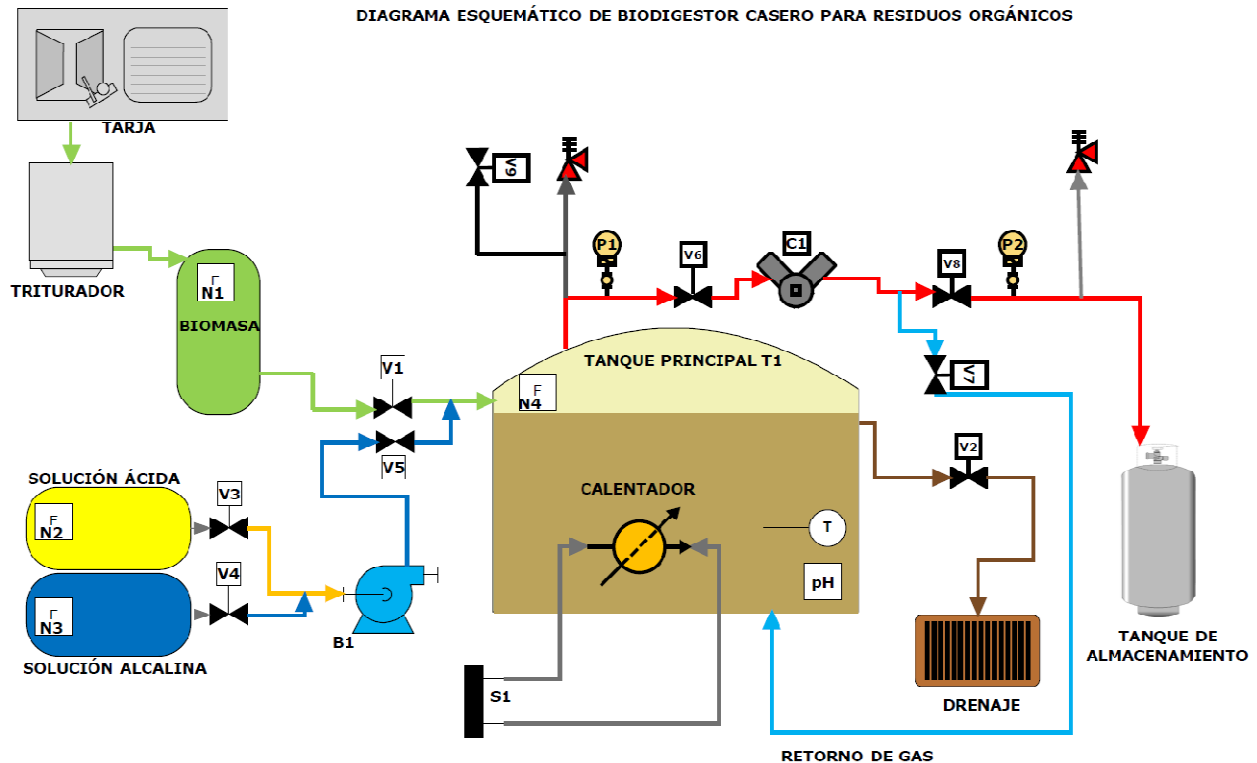 DIAGRAMA ESQUEMÁTICO DE BIODIGESTOR CASERO PARA RESIDUOS ORGÁNICOS
TARJA
TRITURADOR
F
N1
BIOMASA
V9
P1
V6
C1
V8
P2
V7
TANQUE PRINCIPAL T1
F
N4
V1
V5
V2
SOLUCIÓN ÁCIDA
F
N2
V3
CALENTADOR
T
pH
F
N3
V4
SOLUCIÓN ALCALINA
B1
S1
DRENAJE
TANQUE DE
ALMACENAMIENTO
RETORNO DE GAS